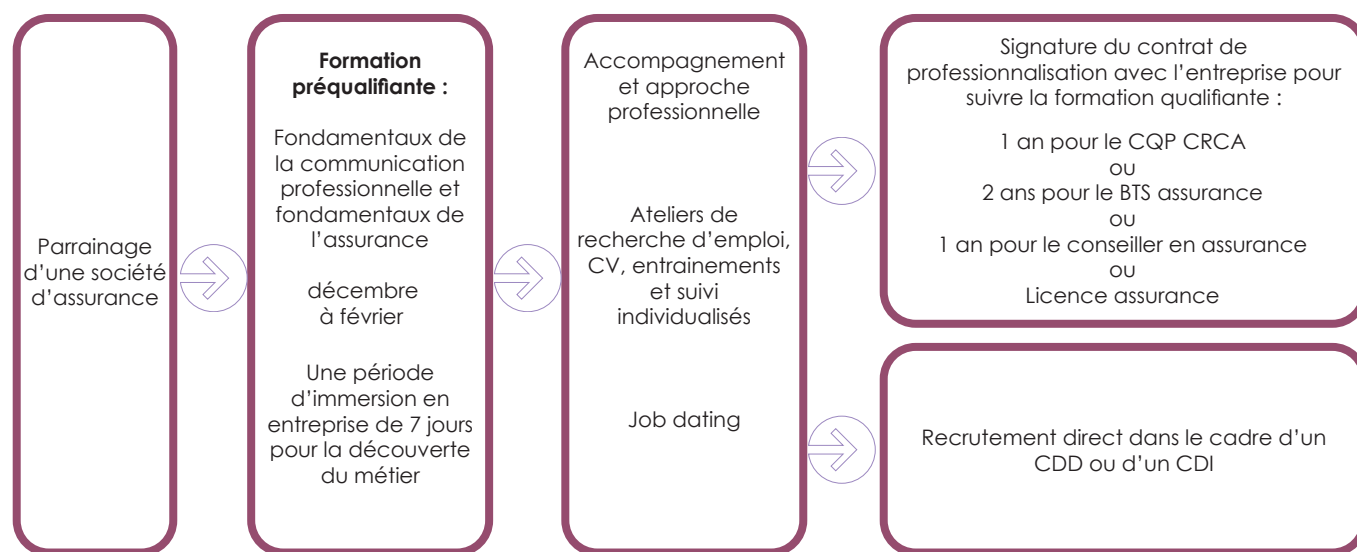 Parrainage
d’une société
d’assurance
Formation
préqualifiante :
Fondamentaux de
la communication
professionnelle et
fondamentaux de
l’assurance
décembre
à février
Une période
d’immersion en
entreprise de 7 jours
pour la découverte
du métier
Accompagnement
et approche
professionnelle
Ateliers de
recherche d’emploi,
CV, entrainements
et suivi
individualisés
Job dating
Signature du contrat de
professionnalisation avec l’entreprise pour
suivre la formation qualifiante :
1 an pour le CQP CRCA
ou
2 ans pour le BTS assurance
ou
1 an pour le conseiller en assurance
ou
Licence assurance
Recrutement direct dans le cadre d’un
CDD ou d’un CDI